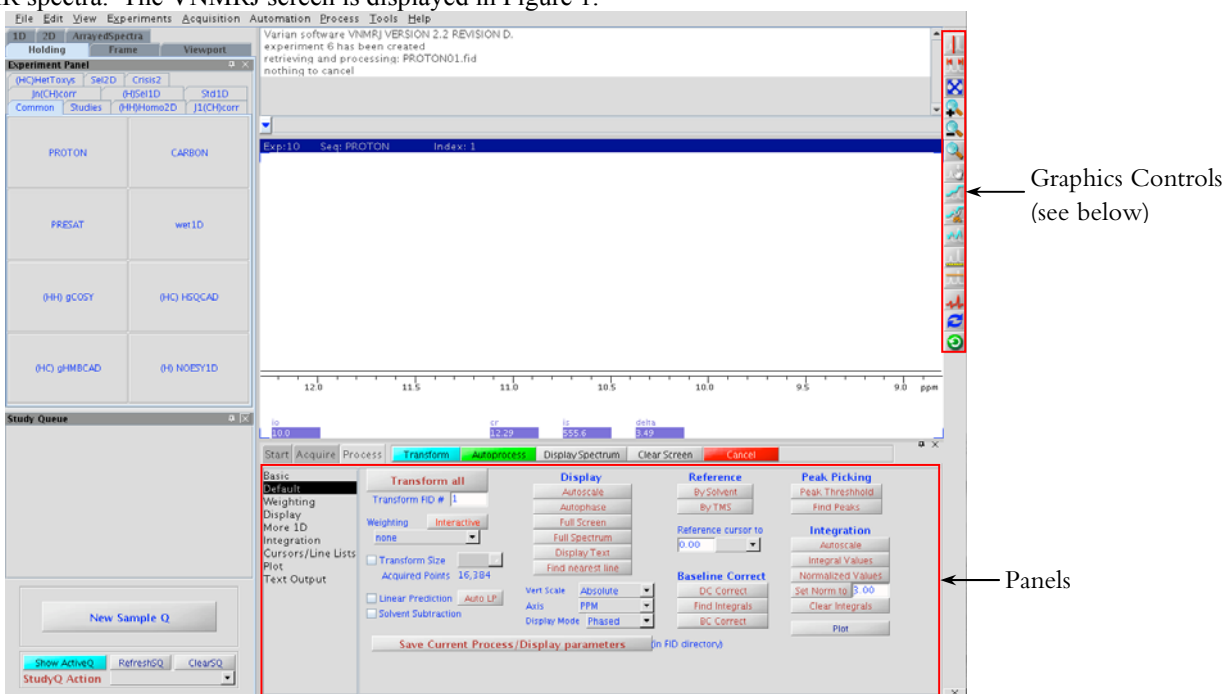 IR spectra. The VNMRJ screen is displayed in Figure 1.
File Edit View Experiments Acquisition Automation Process Tools Help
1D 2D ArrayedSpectra
Holding Frame Viewport
Experiment Panel
(HC)HetToxys Sel2D Crisis2
Jn(CH)corr (H)Sel1D Std1D
Common Studies (HH)Homo2D J1(CH)corr
PROTON CARBON
PRESAT wet1D
(HH) gCOSY (HC) HSQCAD
(HC) gHMBCAD (H) NOESY1D
Study Queue
New Sample Q
Show ActiveQ RefreshSQ ClearSQ
StudyQ Action
Varian software VNMRJ VERSION 2.2 REVISION D.
experiment 6 has been created
retrieving and processing: PROTON01.fid
nothing to cancel
Exp:10 Seq: PROTON Index: 1
12.0 11.5 11.0 10.5 10.0 9.5 9.0 ppm
io cr is delta
10.0 12.29 555.6 3.49
Start Acquire Process Transform Autoprocess Display Spectrum Clear Screen Cancel
Basic
Default
Weighting
Display
More 1D
Integration
Cursors/Line Lists
Plot
Text Output
Transform all
Transform FID # 1
Weighting Interactive
none
Transform Size
Acquired Points 16,384
Linear Prediction Auto LP
Solvent Subtraction
Save Current Process/Display parameters (in FID directory)
Display
Autoscale
Autophase
Full Screen
Full Spectrum
Display Text
Find nearest line
Vert Scale Absolute
Axis PPM
Display Mode Phased
Reference
By Solvent
By TMS
Reference cursor to
0.00
Baseline Correct
DC Correct
Find Integrals
BC Correct
Peak Picking
Peak Threshhold
Find Peaks
Integration
Autoscale
Integral Values
Normalized Values
Set Norm to 3.00
Clear Integrals
Plot
Graphics Controls
(see below)
Panels